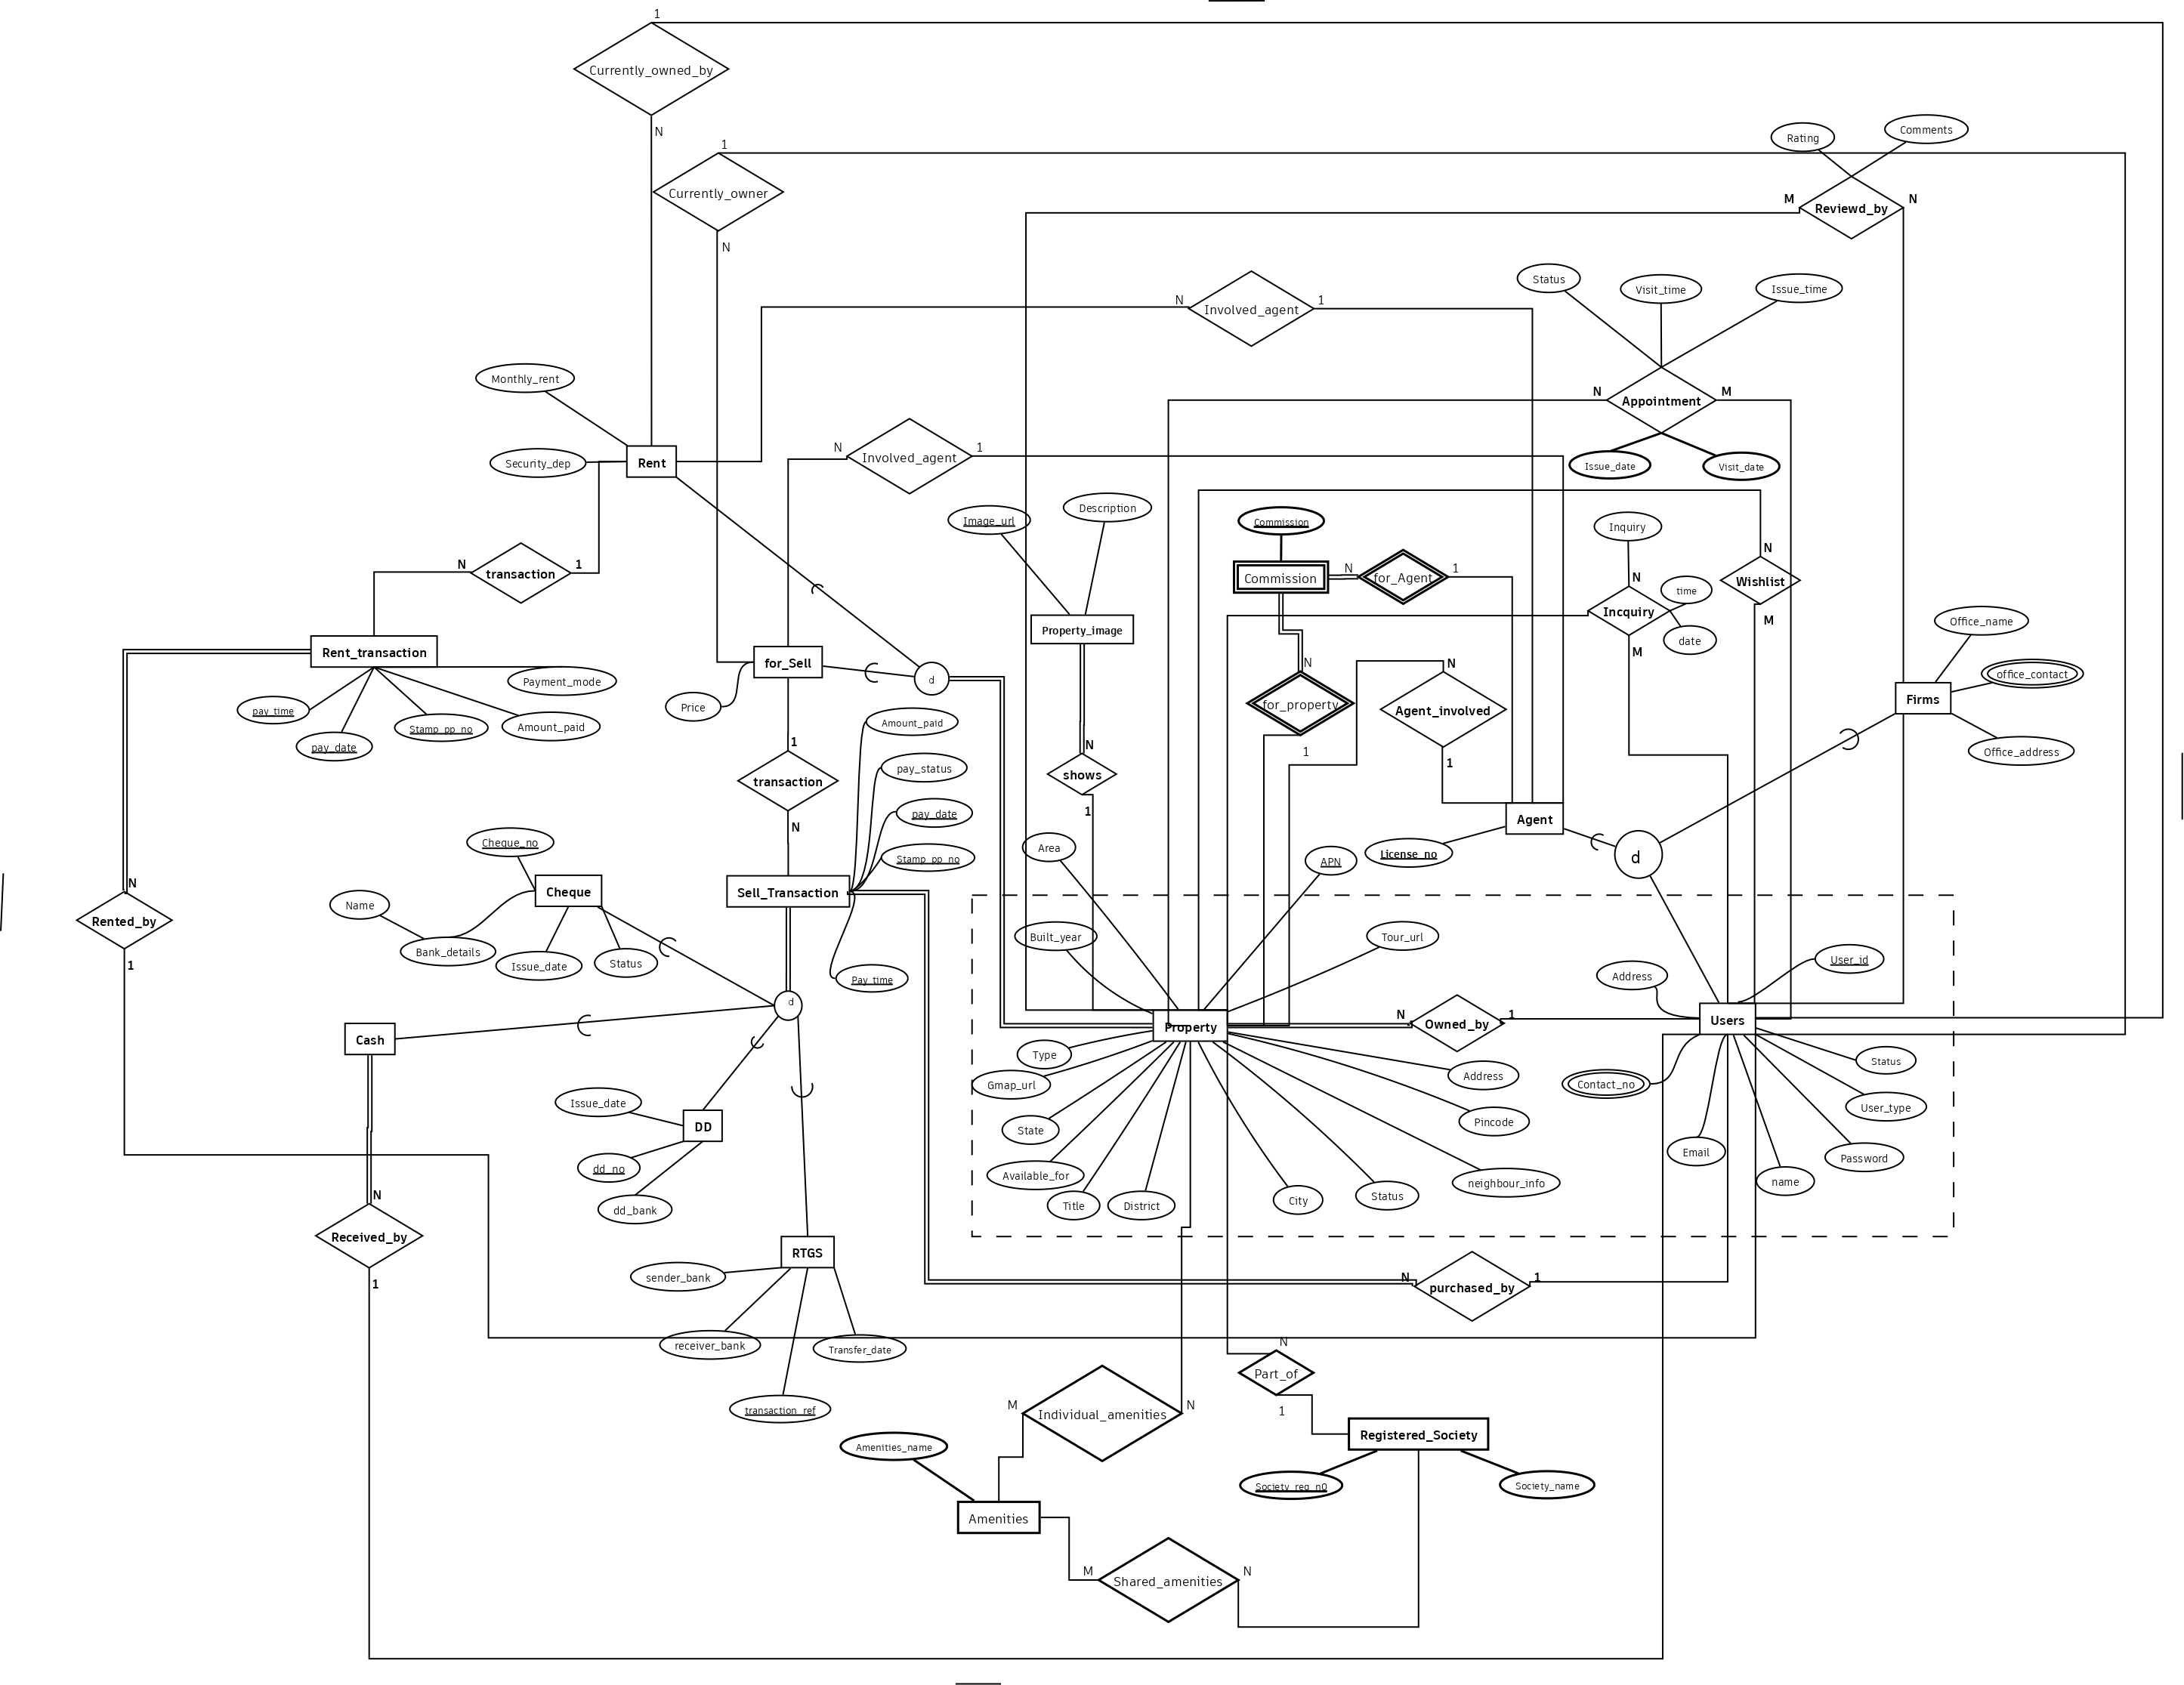 1
Currently_owned_by
N
1
Currently_owner
N
Rating
Comments
M
N
Reviewd_by
Status
Visit_time
Issue_time
N
Involved_agent
1
Monthly_rent
N
Appointment
M
Issue_date
Visit_date
Security_dep
Rent
N
Involved_agent
1
Image_url
Description
Commission
Inquiry
N
transaction
1
Commission
N
for_Agent
1
N
Incquiry
time
date
M
N
Wishlist
M
Rent_transaction
Payment_mode
pay_time
pay_date
Stamp_pp_no
Amount_paid
for_Sell
Price
d
Property_image
N
for_property
1
N
Agent_involved
1
Office_name
office_contact
Firms
Office_address
Amount_paid
pay_status
pay_date
Stamp_pp_no
1
transaction
N
N
shows
1
Agent
License_no
d
Cheque_no
Cheque
Name
Bank_details
Issue_date
Status
Sell_Transaction
Pay_time
d
Area
APN
Built_year
Tour_url
N
Rented_by
1
Address
User_id
Property
N
Owned_by
1
Users
Cash
Type
Gmap_url
State
Available_for
Title
District
City
Status
neighbour_info
Pincode
Address
Contact_no
Email
name
Password
User_type
Status
Issue_date
DD
dd_no
dd_bank
N
Received_by
1
RTGS
sender_bank
receiver_bank
Transfer_date
transaction_ref
N
purchased_by
1
N
Part_of
1
M
Individual_amenities
N
Registered_Society
Society_reg_n0
Society_name
Amenities_name
Amenities
M
Shared_amenities
N